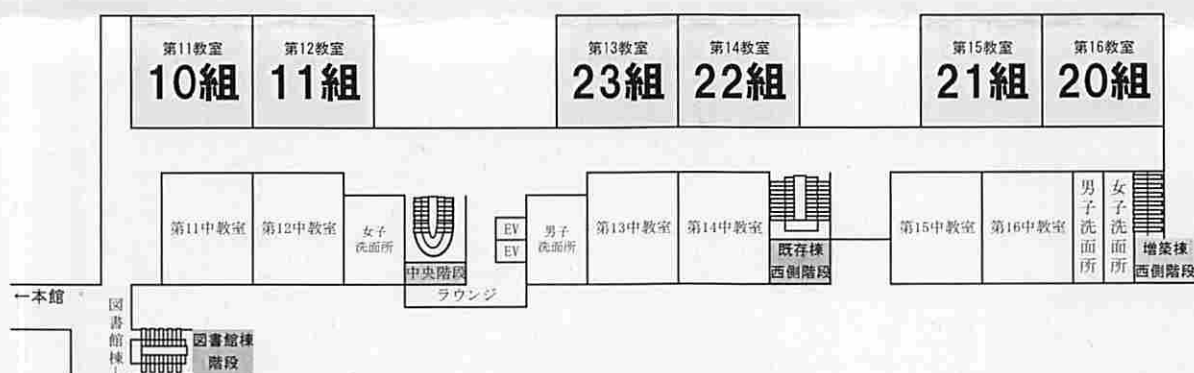 第11教室
10組
第12教室
11組
第13教室
23組
第14教室
22組
第15教室
21組
第16教室
20組
第11中教室
第12中教室
女子
洗面所
中央階段
EV
EV
男子
洗面所
第13中教室
第14中教室
既存棟
西側階段
第15中教室
第16中教室
男子洗面所
女子洗面所
増築棟
西側階段
ラウンジ
←本館
図書館棟
図書館棟
階段